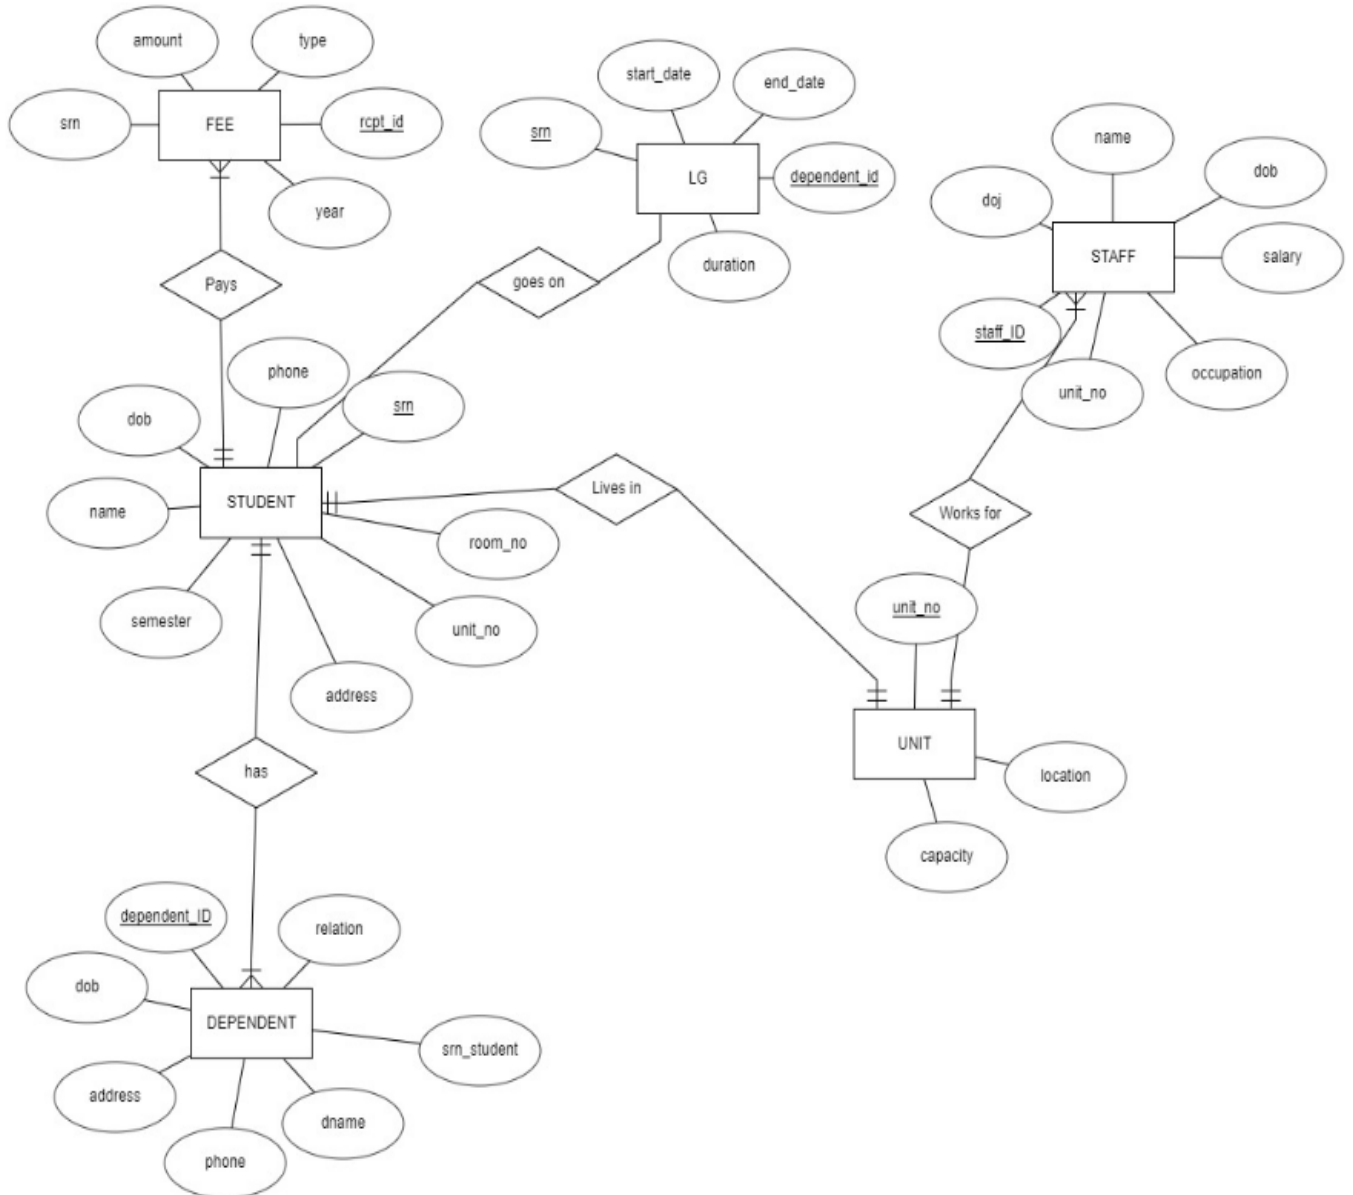 amount
type
start_date
end_date
srn
FEE
rcpt_id
srn
name
LG
dependent_id
dob
doj
year
STAFF
salary
duration
Pays
goes on
staff_ID
phone
occupation
unit_no
srn
dob
Lives in
STUDENT
name
Works for
room_no
unit_no
semester
unit_no
address
UNIT
has
location
capacity
dependent_ID
relation
dob
DEPENDENT
srn_student
address
dname
phone